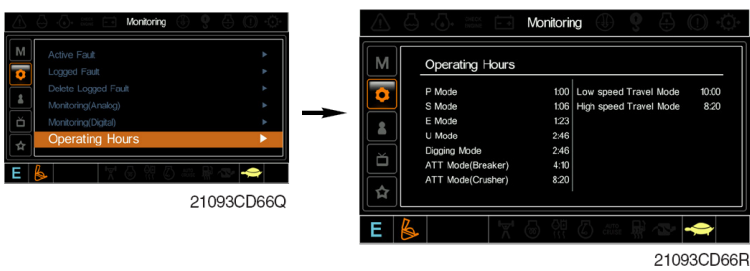 Monitoring
M
Active Fault
Logged Fault
Delete Logged Fault
Monitoring(Analog)
Monitoring(Digital)
Operating Hours
E
21093CD66Q
Monitoring
M
Operating Hours
P Mode 1:00 Low speed Travel Mode 10:00
S Mode 1:06 High speed Travel Mode 8:20
E Mode 1:23
U Mode 2:46
Digging Mode 2:46
ATT Mode(Breaker) 4:10
ATT Mode(Crusher) 8:20
E AUTO CRUISE
21093CD66R